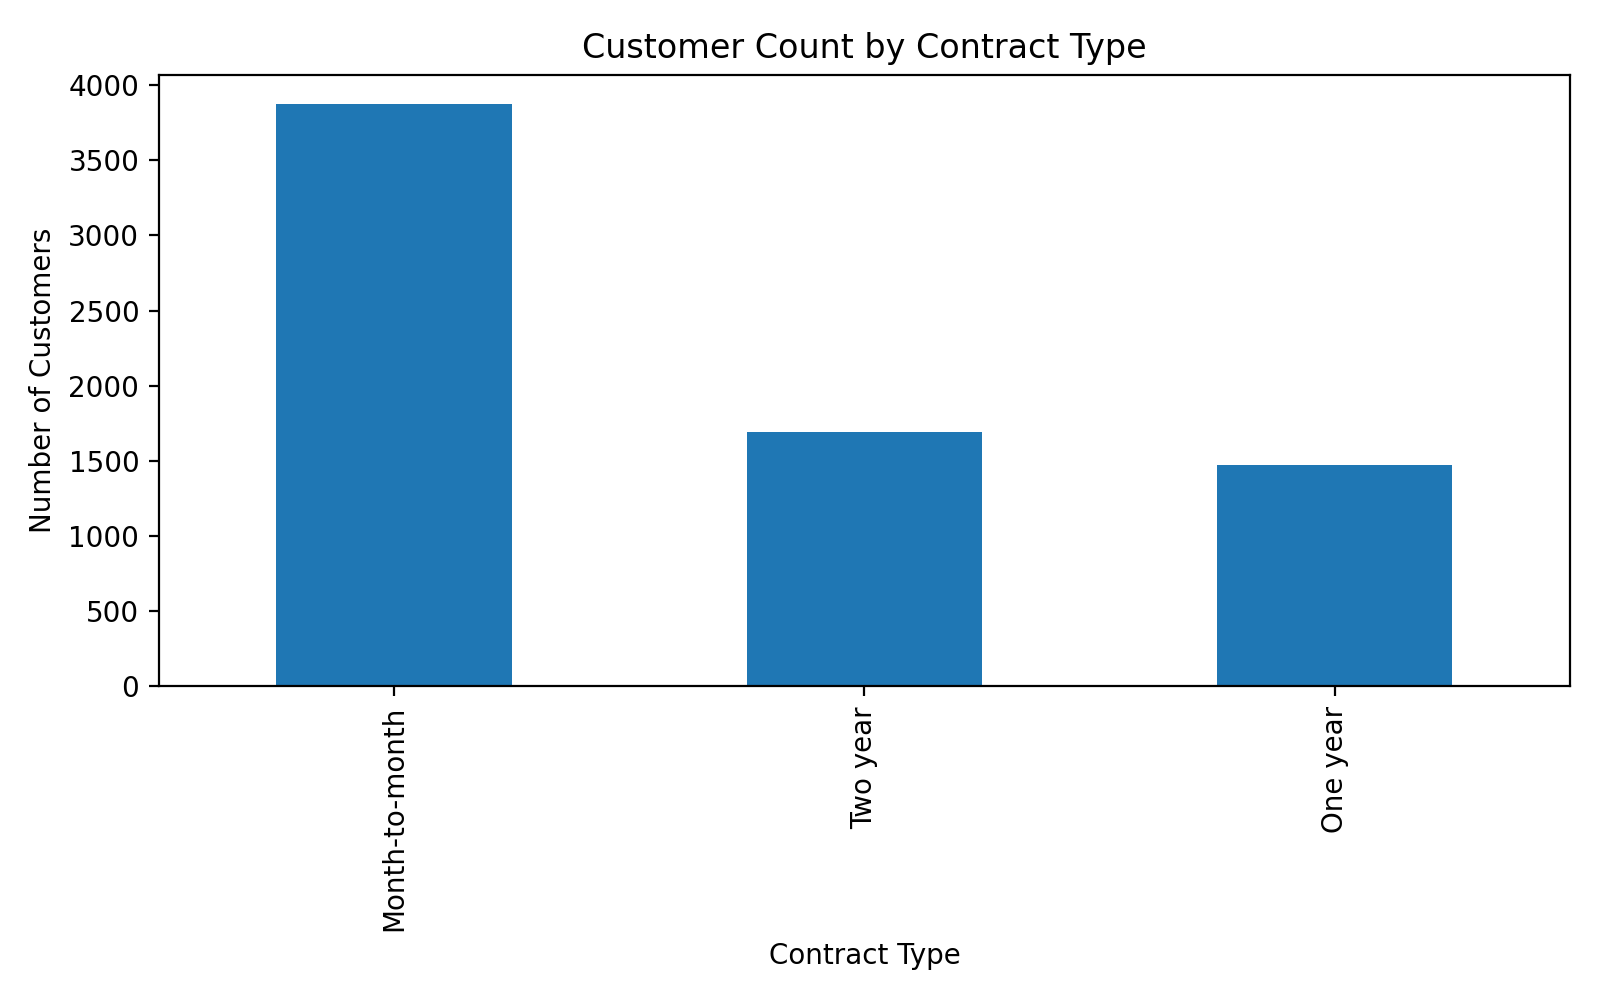 Customer Count by Contract Type
4000
3500
3000
2500
2000
1500
1000
500
0
Number of Customers
Month-to-month
Two year
One year
Contract Type